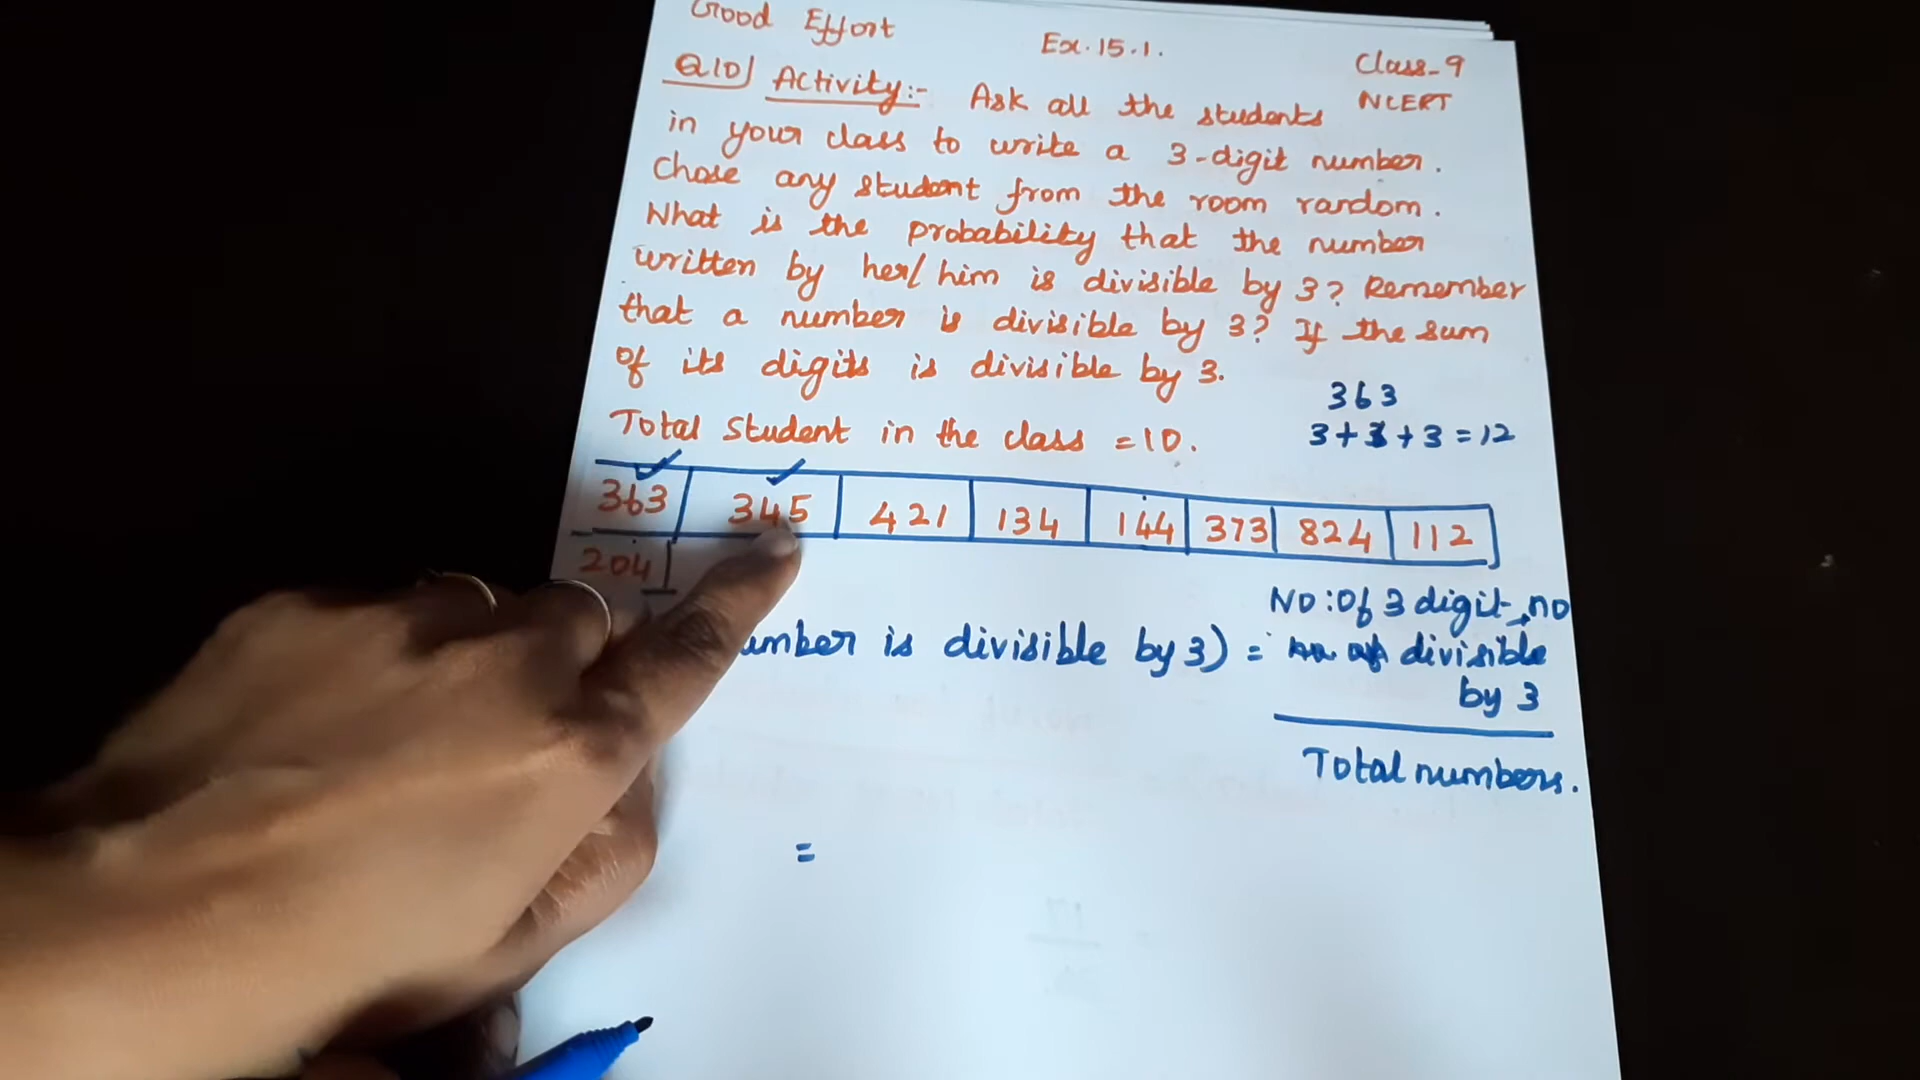 Good Effort Ex.15.1. Class-9
NCERT
Q10) Activity:- Ask all the students
in your class to write a 3-digit number.
Chose any student from the room random.
What is the probability that the number
written by her/him is divisible by 3? Remember
that a number is divisible by 3? If the sum
of its digits is divisible by 3.
363
3+ +3=12
Total student in the class =10.
363 345 421 134 144 373 824 112
204
umber is divisible by 3) =
NO:Of 3 digit no
divisible
by 3
Total numbers.
=